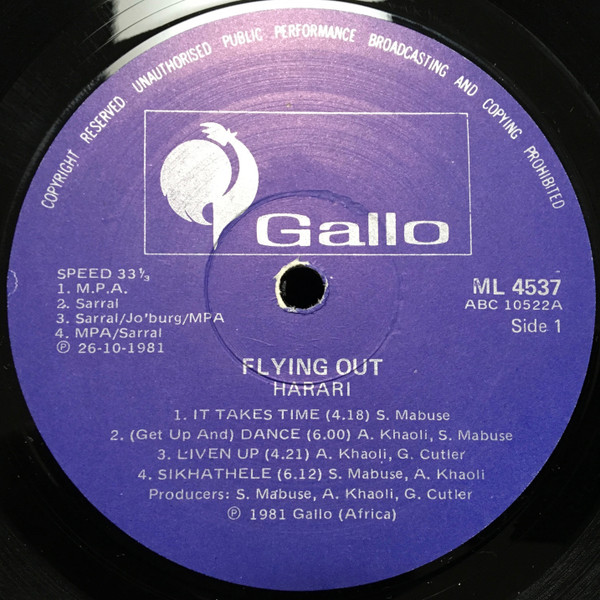 COPYRIGHT RESERVED UNAUTHORISED PUBLIC PERFORMANCE BROADCASTING AND COPYING PROHIBITED
Gallo
SPEED 33⅓
1. M.P.A.
2. Sarral
3. Sarral/Jo'burg/MPA
4. MPA/Sarral
℗ 26-10-1981
ML 4537
ABC 10522A
Side 1
FLYING OUT
HARARI
1. IT TAKES TIME (4.18) S. Mabuse
2. (Get Up And) DANCE (6.00) A. Khaoli, S. Mabuse
3. L'IVEN UP (4.21) A. Khaoli, G. Cutler
4. SIKHATHELE (6.12) S. Mabuse, A. Khaoli
Producers: S. Mabuse, A. Khaoli, G. Cutler
℗ 1981 Gallo (Africa)